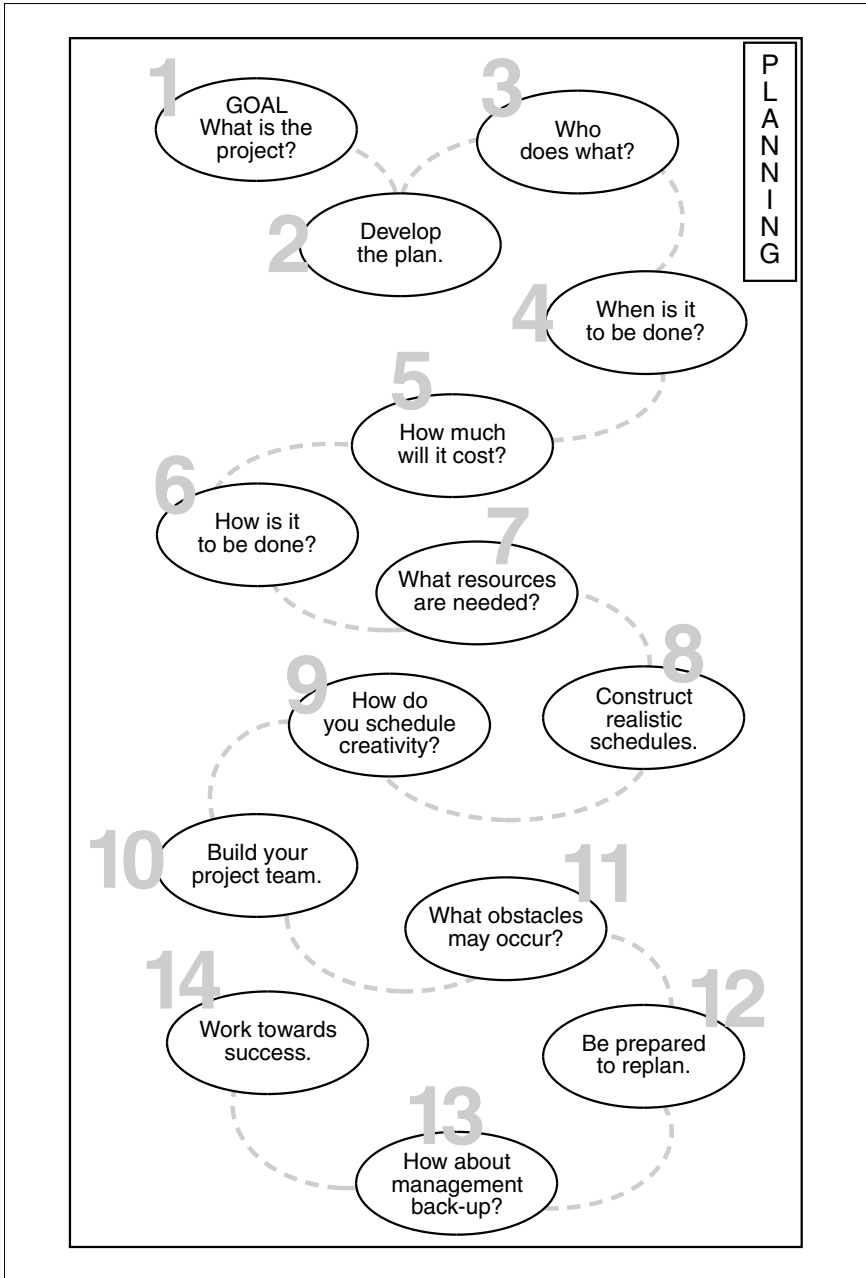 PLANNING
1
GOAL
What is the
project?
2
Develop
the plan.
3
Who
does what?
4
When is it
to be done?
5
How much
will it cost?
6
How is it
to be done?
7
What resources
are needed?
8
Construct
realistic
schedules.
9
How do
you schedule
creativity?
10
Build your
project team.
11
What obstacles
may occur?
12
Be prepared
to replan.
13
How about
management
back-up?
14
Work towards
success.